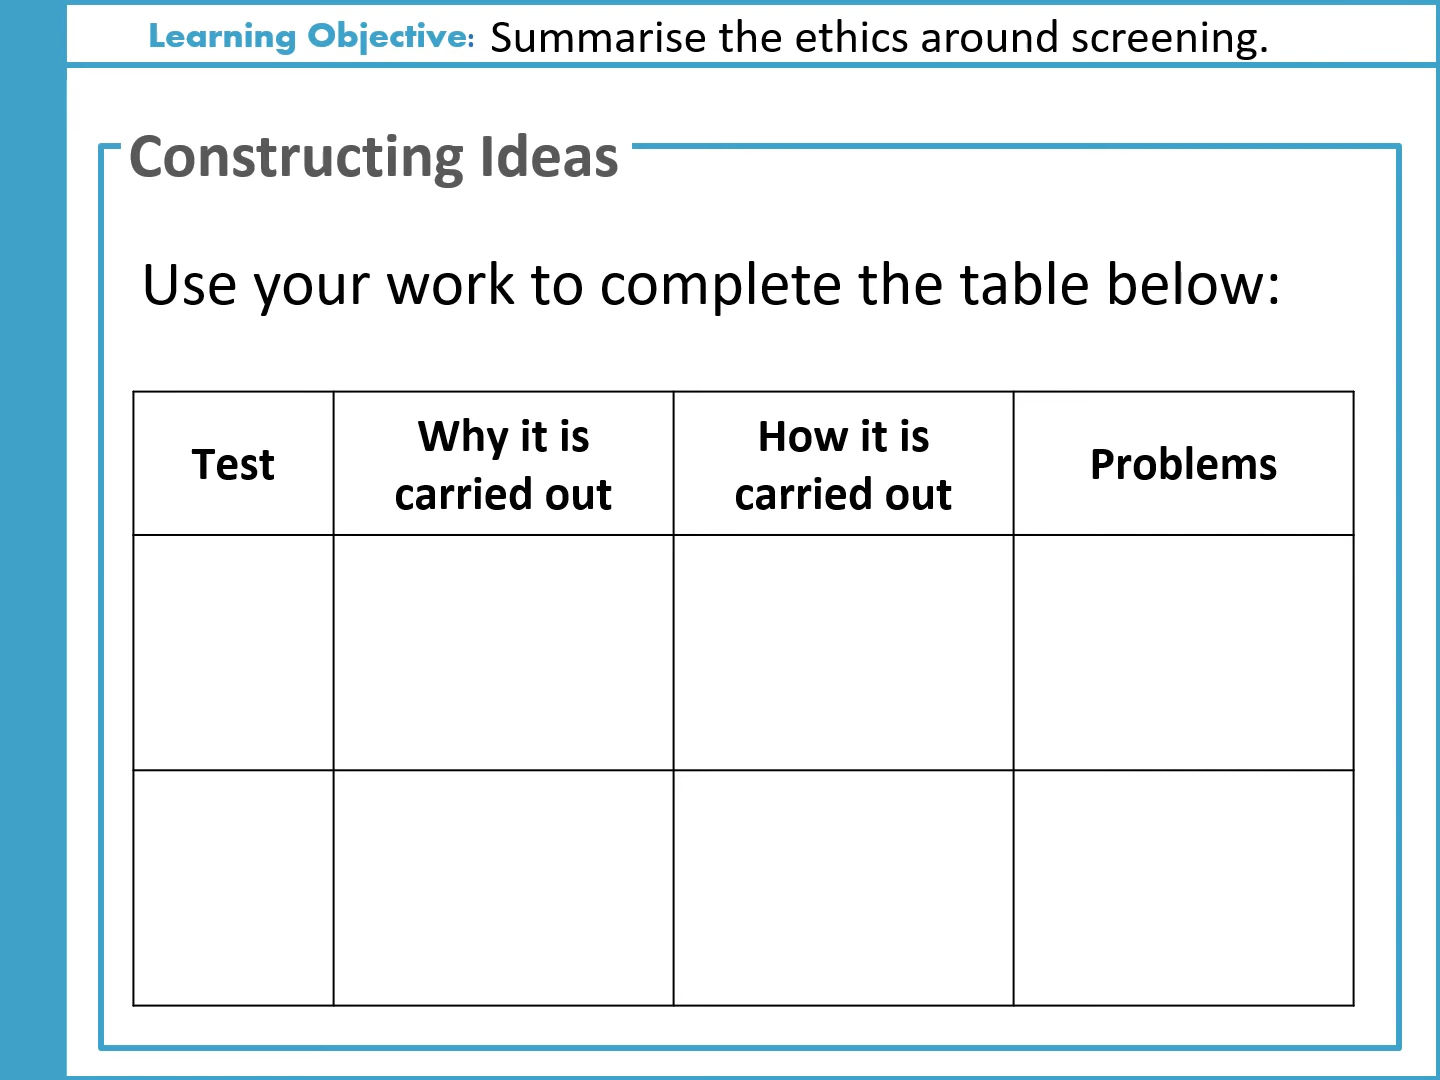 Learning Objective: Summarise the ethics around screening.
Constructing Ideas
Use your work to complete the table below:
Test
Why it is
carried out
How it is
carried out
Problems